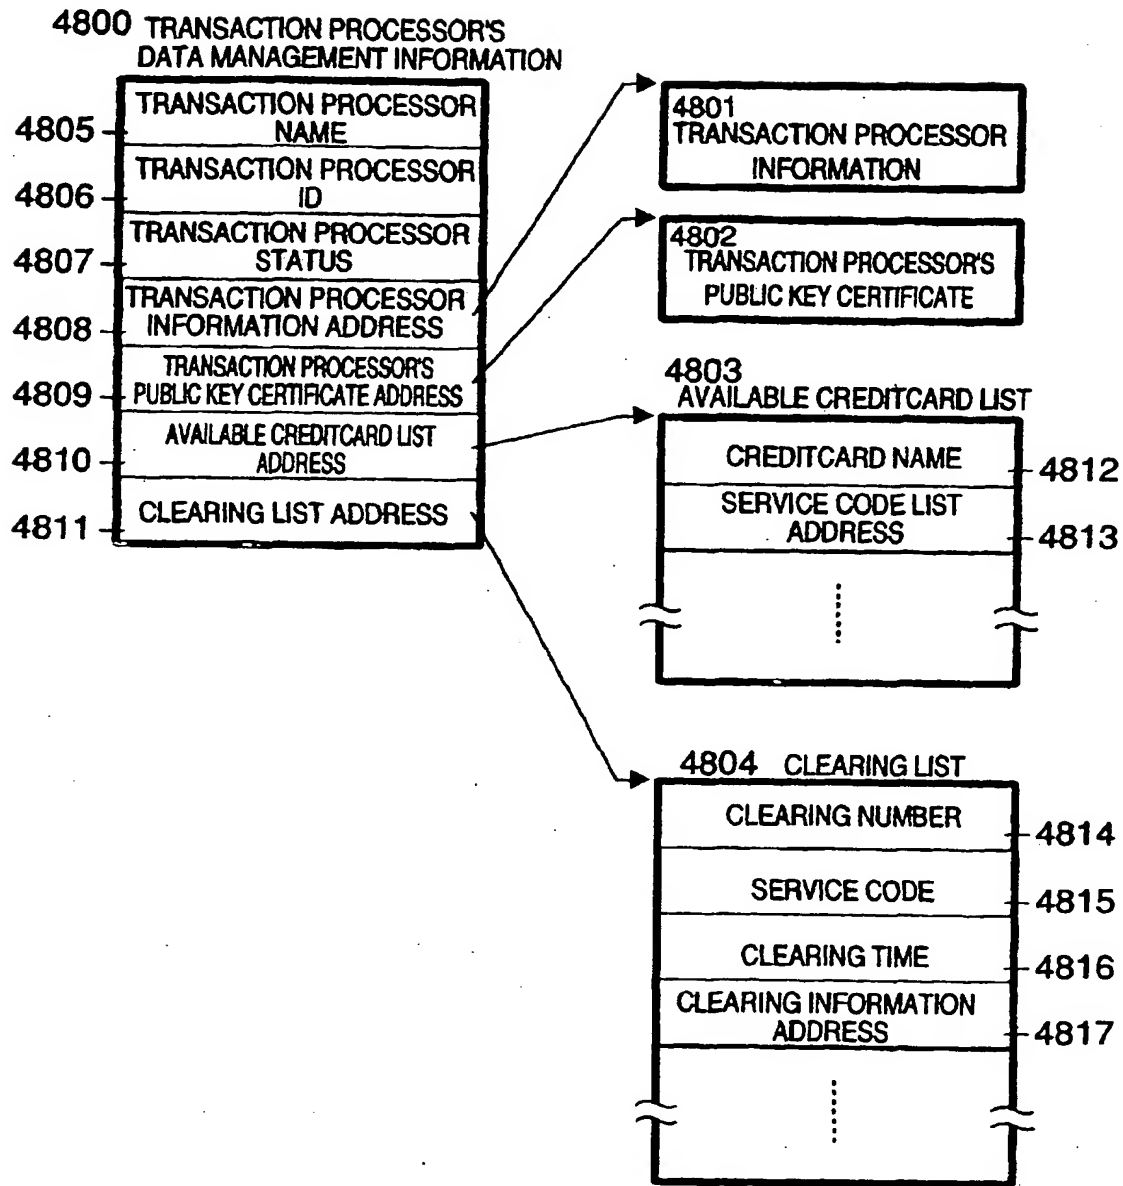 4800 TRANSACTION PROCESSOR'S
DATA MANAGEMENT INFORMATION
TRANSACTION PROCESSOR
4805
NAME
TRANSACTION PROCESSOR
4806
ID
TRANSACTION PROCESSOR
4807
STATUS
TRANSACTION PROCESSOR
4808
INFORMATION ADDRESS
TRANSACTION PROCESSOR'S
4809
PUBLIC KEY CERTIFICATE ADDRESS
AVAILABLE CREDITCARD LIST
4810
ADDRESS
4811
CLEARING LIST ADDRESS
4801
TRANSACTION PROCESSOR
INFORMATION
4802
TRANSACTION PROCESSOR'S
PUBLIC KEY CERTIFICATE
4803
AVAILABLE CREDITCARD LIST
CREDITCARD NAME
4812
SERVICE CODE LIST
ADDRESS
4813
4804 CLEARING LIST
CLEARING NUMBER
4814
SERVICE CODE
4815
CLEARING TIME
4816
CLEARING INFORMATION
ADDRESS
4817